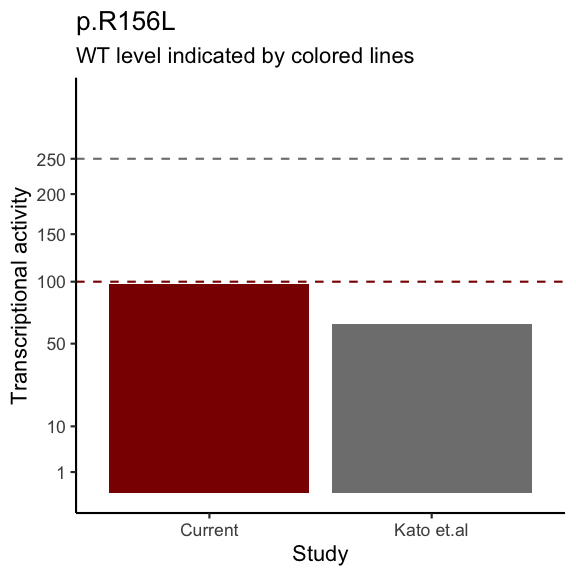 p.R156L
WT level indicated by colored lines
Transcriptional activity
250
200
150
100
50
10
1
Current
Kato et.al
Study